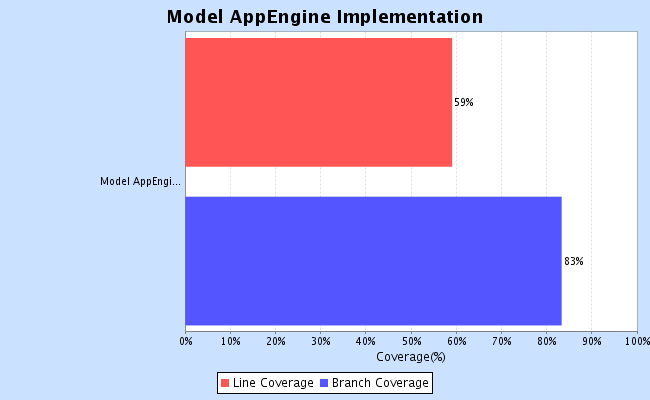 Model AppEngine Implementation
59%
Model AppEngi...
83%
0% 10% 20% 30% 40% 50% 60% 70% 80% 90% 100%
Coverage(%)
Line Coverage Branch Coverage